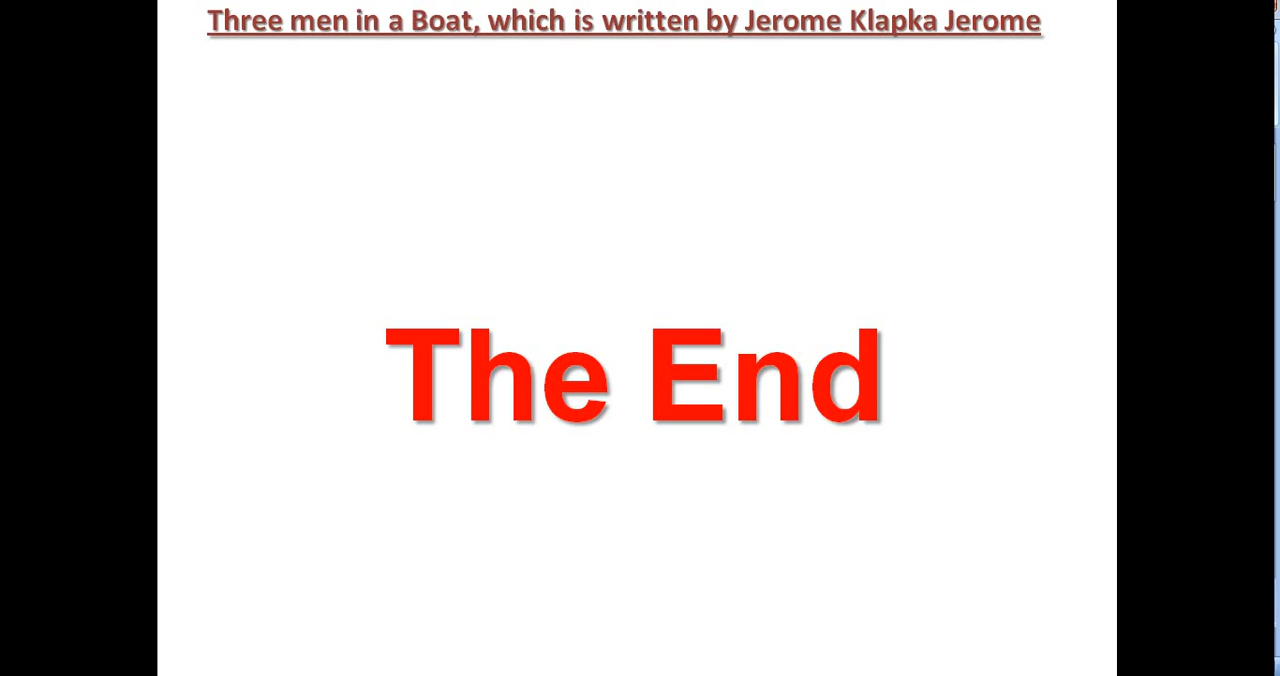 Three men in a Boat, which is written by Jerome Klapka Jerome
The End